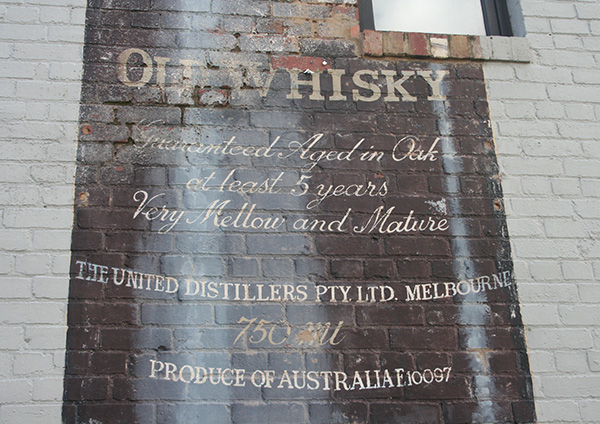 OLD WHISKY
Guaranteed Aged in Oak
at least 5 years
Very Mellow and Mature
THE UNITED DISTILLERS PTY. LTD. MELBOURNE
750 ml
PRODUCE OF AUSTRALIA F10097